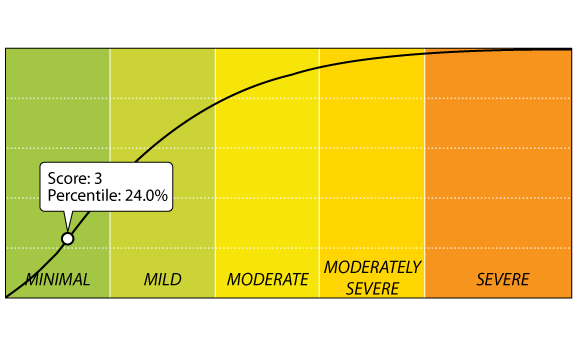 Score: 3
Percentile: 24.0%
MINIMAL
MILD
MODERATE
MODERATELY
SEVERE
SEVERE